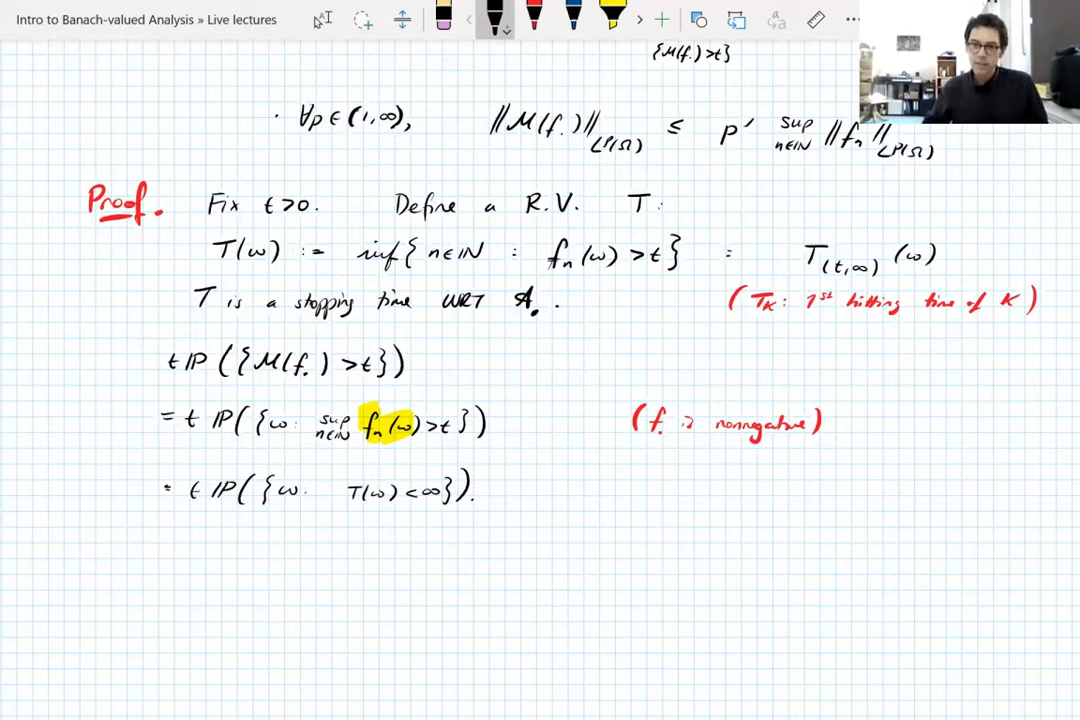 Intro to Banach-valued Analysis » Live lectures
{M(f.)>t}
· ∀p∈(1,∞), ||M(f.)||_{L^p(Ω)} ≤ p' sup_{n∈ℕ} ||f_n||_{L^p(Ω)}
Proof. Fix t>0. Define a R.V. T:
T(ω) := inf{n∈ℕ : f_n(ω) >t} = T_{(t,∞)}(ω)
T is a stopping time WRT A.. (T_K: 1st hitting time of K)
tℙ({M(f.) >t})
= t ℙ({ω: sup_{n∈ℕ} f_n(ω)>t}) (f. is nonnegative)
= t ℙ({ω: T(ω)<∞}).